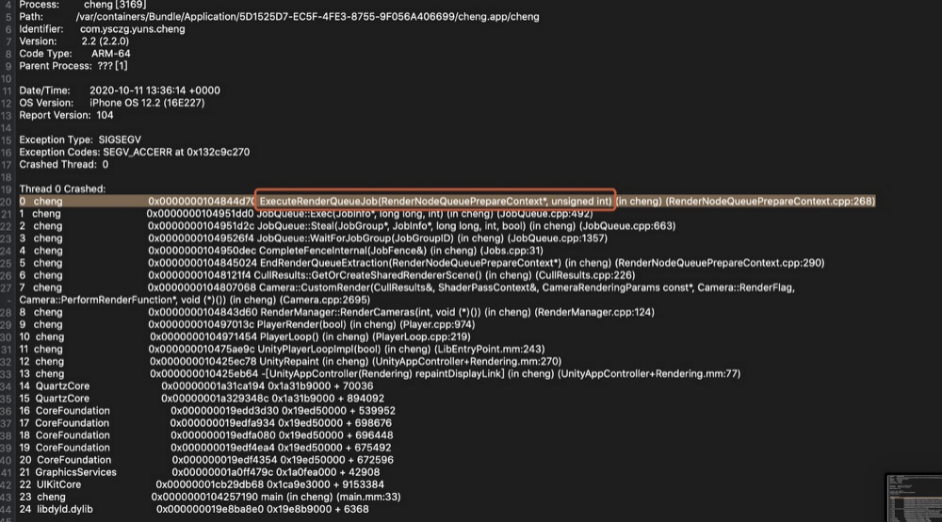 4 Process: cheng [3169]
5 Path: /var/containers/Bundle/Application/5D1525D7-EC5F-4FE3-8755-9F056A406699/cheng.app/cheng
6 Identifier: com.ysczg.yuns.cheng
7 Version: 2.2 (2.2.0)
8 Code Type: ARM-64
9 Parent Process: ??? [1]
10
11 Date/Time: 2020-10-11 13:36:14 +0000
12 OS Version: iPhone OS 12.2 (16E227)
13 Report Version: 104
14
15 Exception Type: SIGSEGV
16 Exception Codes: SEGV_ACCERR at 0x132c9c270
17 Crashed Thread: 0
18
19 Thread 0 Crashed:
20 0 cheng 0x0000000104844d70 ExecuteRenderQueueJob(RenderNodeQueuePrepareContext*, unsigned int) (in cheng) (RenderNodeQueuePrepareContext.cpp:268)
21 1 cheng 0x0000000104951dd0 JobQueue::Exec(JobInfo*, long long, int) (in cheng) (JobQueue.cpp:492)
22 2 cheng 0x0000000104951d2c JobQueue::Steal(JobGroup*, JobInfo*, long long, int, bool) (in cheng) (JobQueue.cpp:663)
23 3 cheng 0x00000001049526f4 JobQueue::WaitForJobGroup(JobGroupID) (in cheng) (JobQueue.cpp:1357)
24 4 cheng 0x0000000104950dec CompleteFenceInternal(JobFence&) (in cheng) (Jobs.cpp:31)
25 5 cheng 0x0000000104845024 EndRenderQueueExtraction(RenderNodeQueuePrepareContext*) (in cheng) (RenderNodeQueuePrepareContext.cpp:290)
26 6 cheng 0x00000001048121f4 CullResults::GetOrCreateSharedRendererScene() (in cheng) (CullResults.cpp:226)
27 7 cheng 0x0000000104807068 Camera::CustomRender(CullResults&, ShaderPassContext&, CameraRenderingParams const*, Camera::RenderFlag,
- Camera::PerformRenderFunction*, void (*)()) (in cheng) (Camera.cpp:2695)
28 8 cheng 0x0000000104843d60 RenderManager::RenderCameras(int, void (*)()) (in cheng) (RenderManager.cpp:124)
29 9 cheng 0x000000010497013c PlayerRender(bool) (in cheng) (Player.cpp:974)
30 10 cheng 0x0000000104971454 PlayerLoop() (in cheng) (PlayerLoop.cpp:219)
31 11 cheng 0x000000010475ae9c UnityPlayerLoopImpl(bool) (in cheng) (LibEntryPoint.mm:243)
32 12 cheng 0x000000010425ec78 UnityRepaint (in cheng) (UnityAppController+Rendering.mm:270)
33 13 cheng 0x000000010425eb64 -[UnityAppController(Rendering) repaintDisplayLink] (in cheng) (UnityAppController+Rendering.mm:77)
34 14 QuartzCore 0x00000001a31ca194 0x1a31b9000 + 70036
35 15 QuartzCore 0x00000001a329348c 0x1a31b9000 + 894092
36 16 CoreFoundation 0x000000019edd3d30 0x19ed50000 + 539952
37 17 CoreFoundation 0x000000019edfa934 0x19ed50000 + 698676
38 18 CoreFoundation 0x000000019edfa080 0x19ed50000 + 696448
39 19 CoreFoundation 0x000000019edf4ea4 0x19ed50000 + 675492
40 20 CoreFoundation 0x000000019edf4354 0x19ed50000 + 672596
41 21 GraphicsServices 0x00000001a0ff479c 0x1a0fea000 + 42908
42 22 UIKitCore 0x00000001cb29db68 0x1ca9e3000 + 9153384
43 23 cheng 0x0000000104257190 main (in cheng) (main.mm:33)
44 24 libdyld.dylib 0x000000019e8ba8e0 0x19e8b9000 + 6368
45